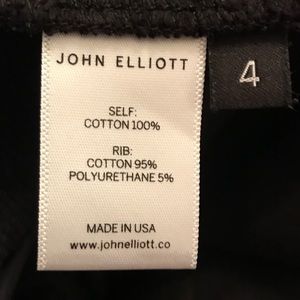 JOHN ELLIOTT
4
SELF:
COTTON 100%
RIB:
COTTON 95%
POLYURETHANE 5%
MADE IN USA
www.johnelliott.co